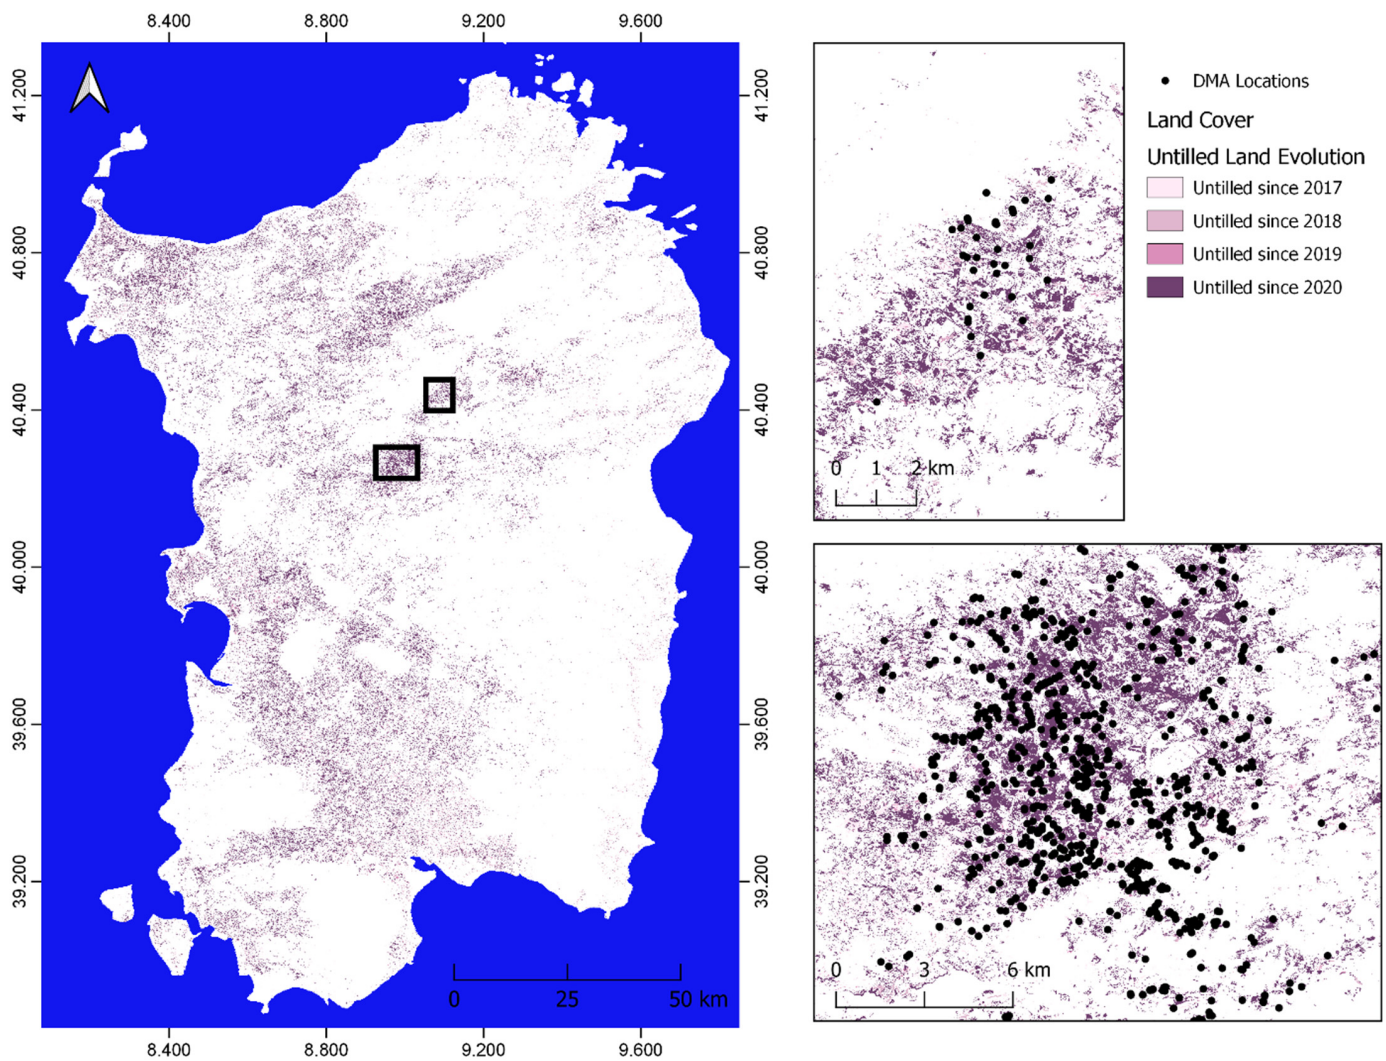 8.400 8.800 9.200 9.600
41.200
40.800
40.400
40.000
39.600
39.200
41.200
40.800
40.400
40.000
39.600
39.200
0 25 50 km
8.400 8.800 9.200 9.600
0 1 2 km
DMA Locations
Land Cover
Untilled Land Evolution
Untilled since 2017
Untilled since 2018
Untilled since 2019
Untilled since 2020
0 3 6 km